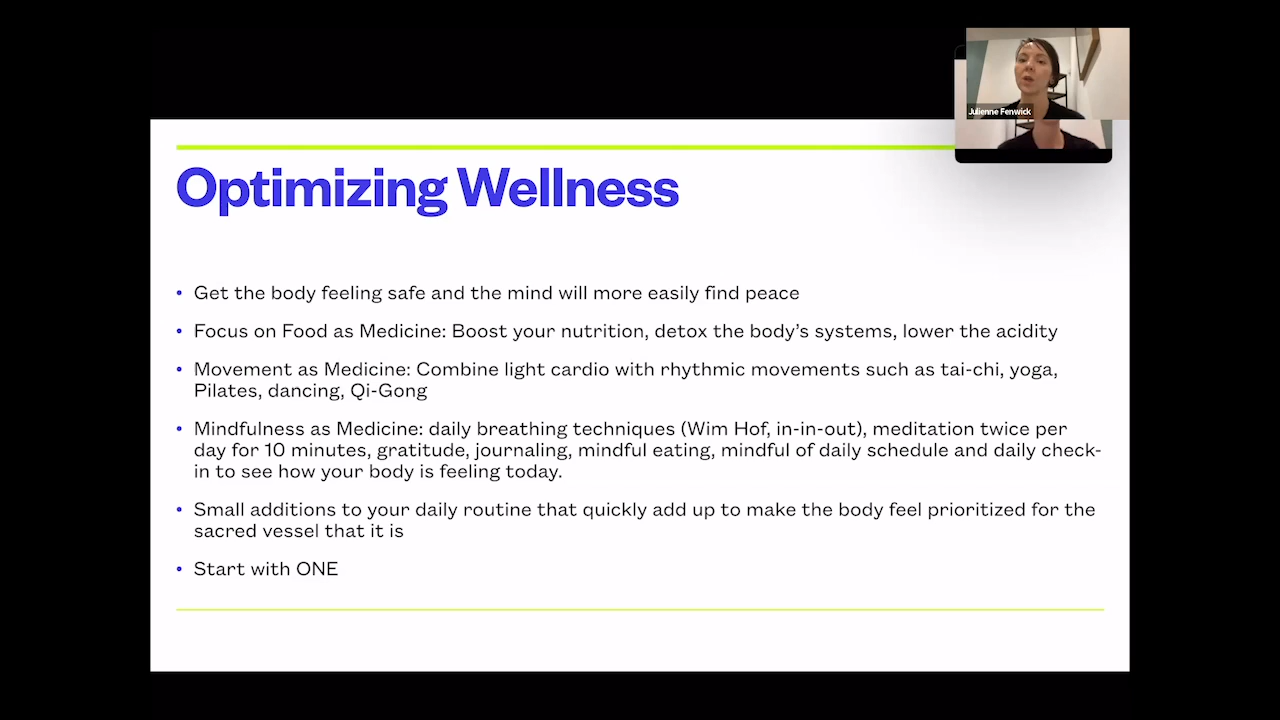 Julienne Fenwick
Optimizing Wellness
• Get the body feeling safe and the mind will more easily find peace
• Focus on Food as Medicine: Boost your nutrition, detox the body’s systems, lower the acidity
• Movement as Medicine: Combine light cardio with rhythmic movements such as tai-chi, yoga,
Pilates, dancing, Qi-Gong
• Mindfulness as Medicine: daily breathing techniques (Wim Hof, in-in-out), meditation twice per
day for 10 minutes, gratitude, journaling, mindful eating, mindful of daily schedule and daily check-
in to see how your body is feeling today.
• Small additions to your daily routine that quickly add up to make the body feel prioritized for the
sacred vessel that it is
• Start with ONE